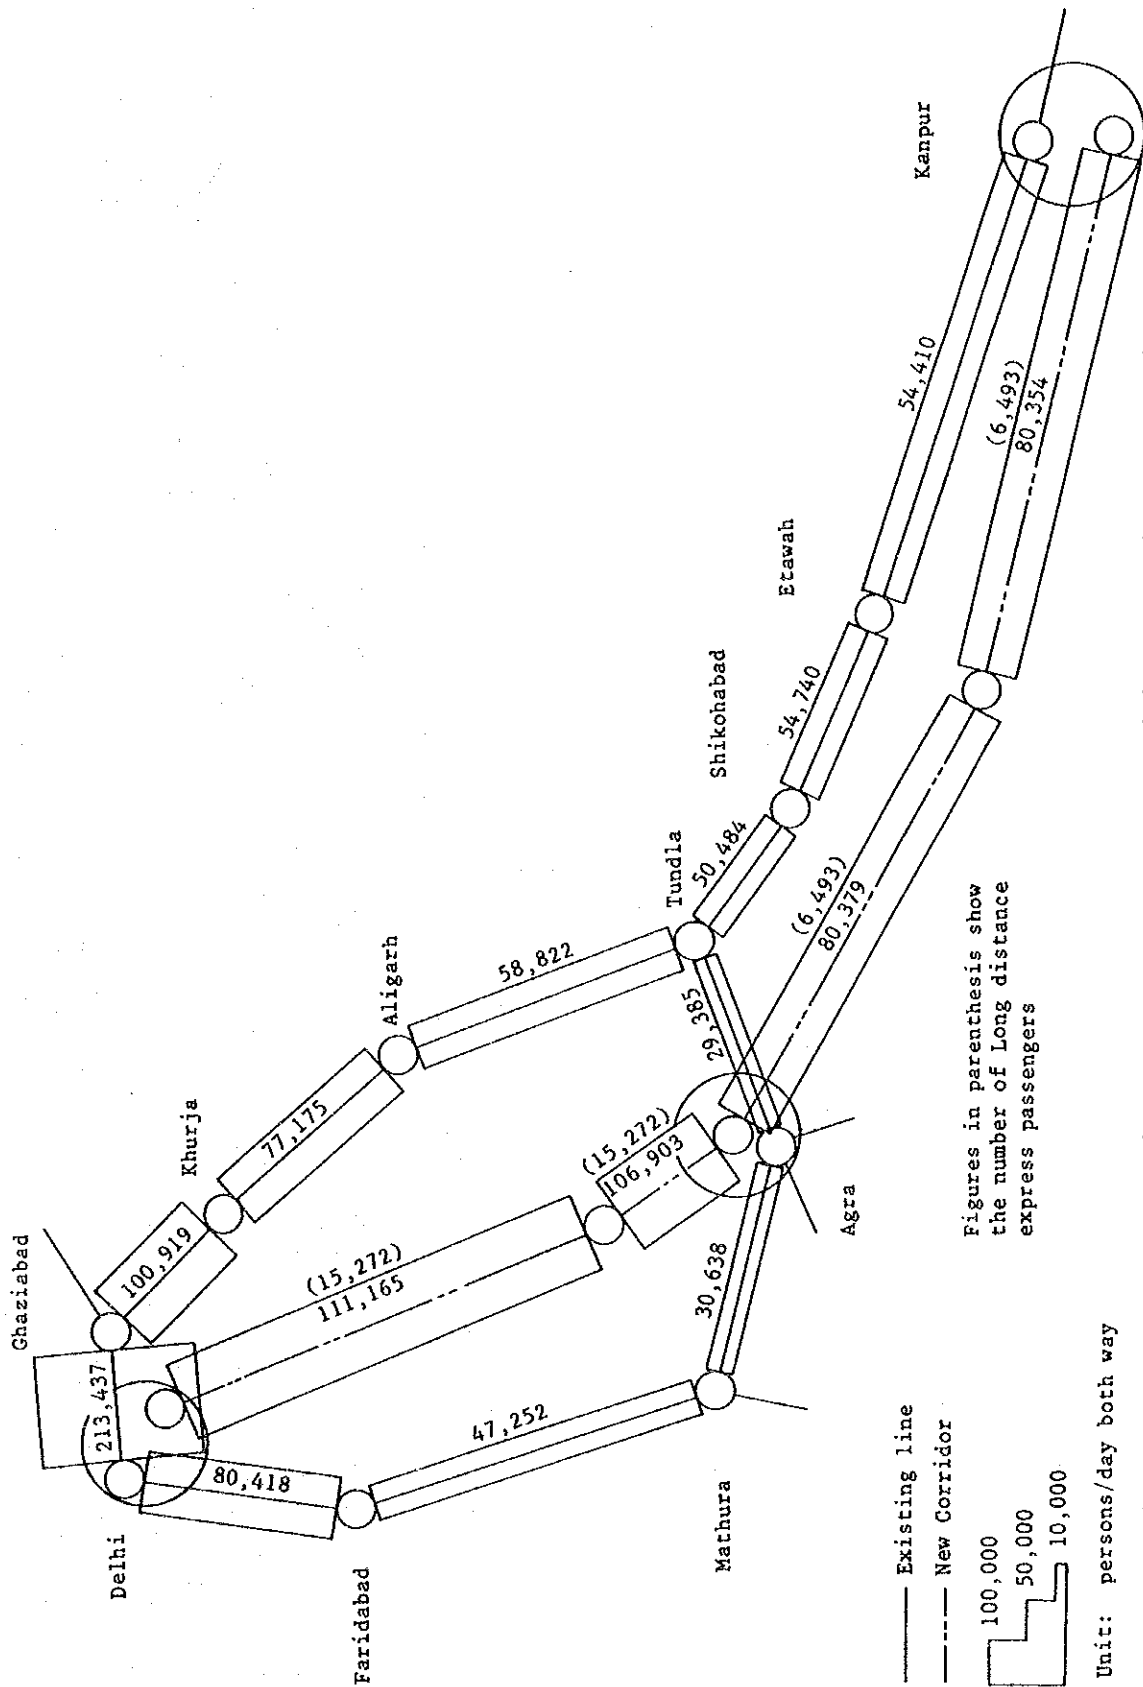 Ghaziabad
Khurja
Aligarh
Tundla
Shikohabad
Etawah
Kanpur
213,437
100,919
77,175
58,822
50,484
54,740
54,410
(15,272)
111,165
(15,272)
106,903
29,385
(6,493)
80,379
(6,493)
80,354
80,418
47,252
30,638
Delhi
Faridabad
Mathura
Agra
Existing line
New Corridor
100,000
50,000
10,000
Unit: persons/day both way
Figures in parenthesis show
the number of Long distance
express passengers